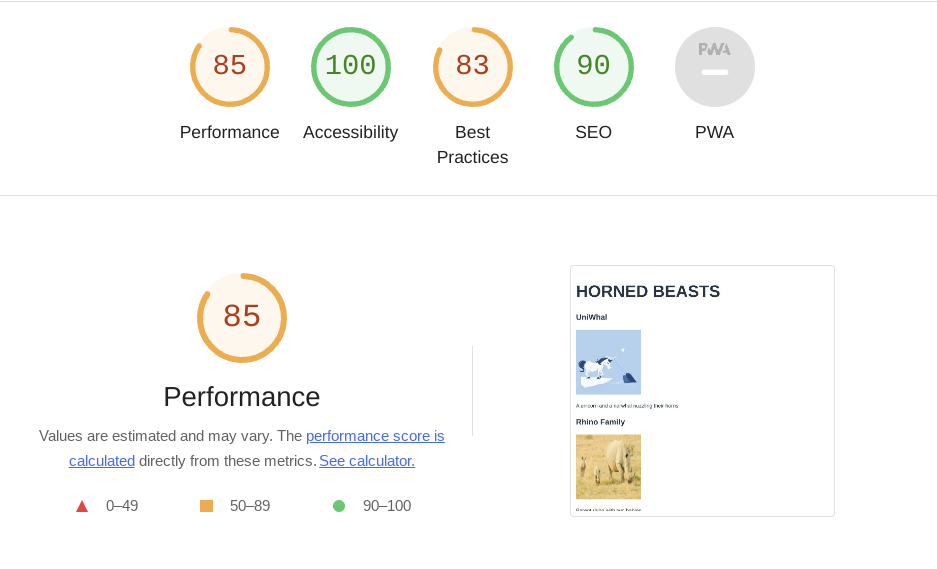 85
100
83
90
PWA
Performance
Accessibility
Best
Practices
SEO
PWA
85
Performance
Values are estimated and may vary. The performance score is
calculated directly from these metrics. See calculator.
0–49
50–89
90–100
HORNED BEASTS
UniWhal
A unicorn and a narwhal nuzzling their horns
Rhino Family